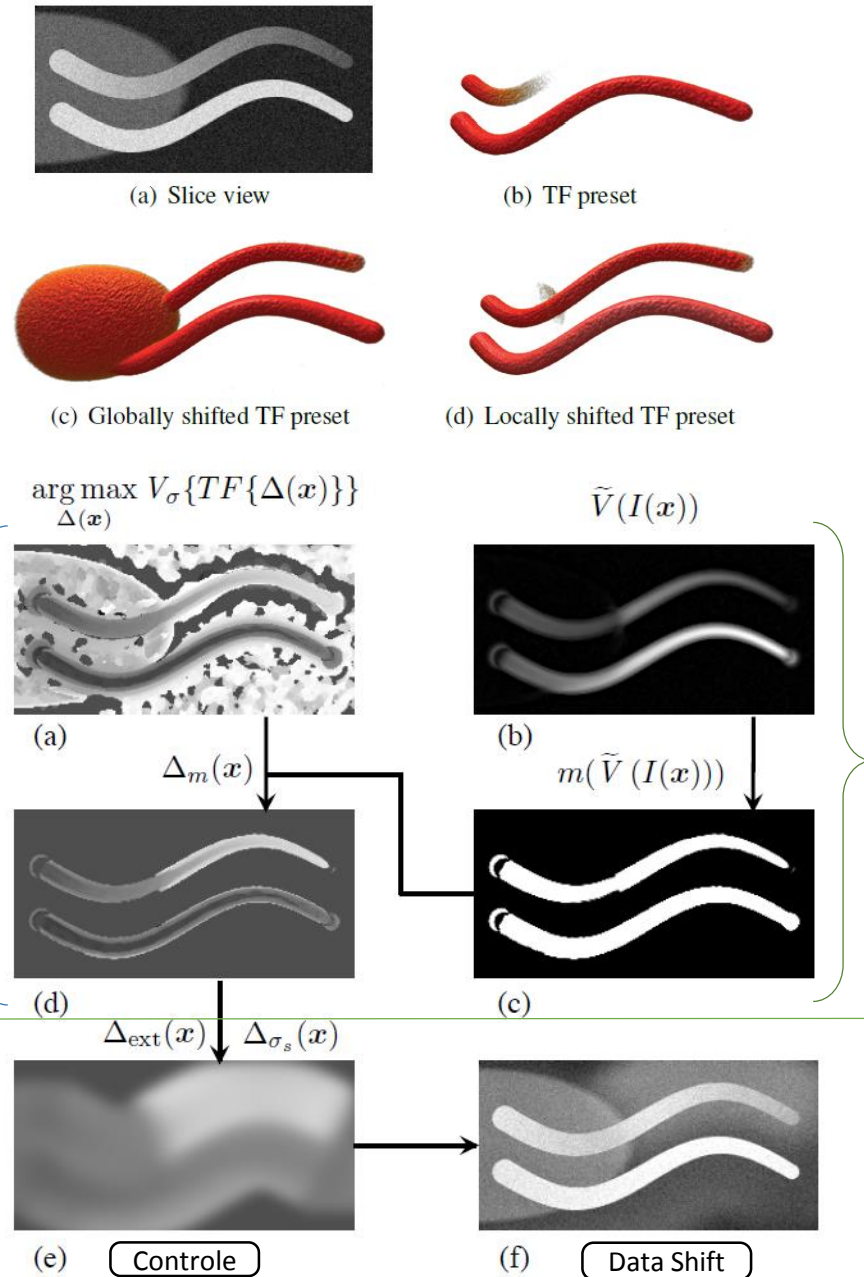 (a) Slice view
(b) TF preset
(c) Globally shifted TF preset
(d) Locally shifted TF preset
arg max V_σ{TF{Δ(x)}}
Δ(x)
Ṽ(I(x))
(a)
(b)
Δ_m(x)
m(Ṽ (I(x)))
(d)
(c)
Δ_ext(x) Δ_σ_s(x)
(e)
Controle
(f)
Data Shift